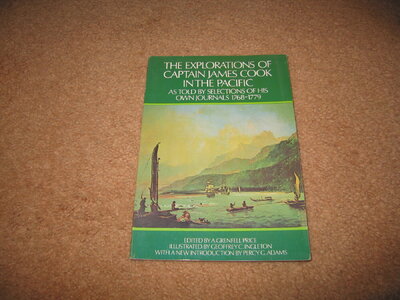 THE EXPLORATIONS OF
CAPTAIN JAMES COOK
IN THE PACIFIC
AS TOLD BY SELECTIONS OF HIS
OWN JOURNALS 1768-1779
EDITED BY A. GRENFELL PRICE
ILLUSTRATED BY GEOFFREY C. INGLETON
WITH A NEW INTRODUCTION BY PERCY G. ADAMS